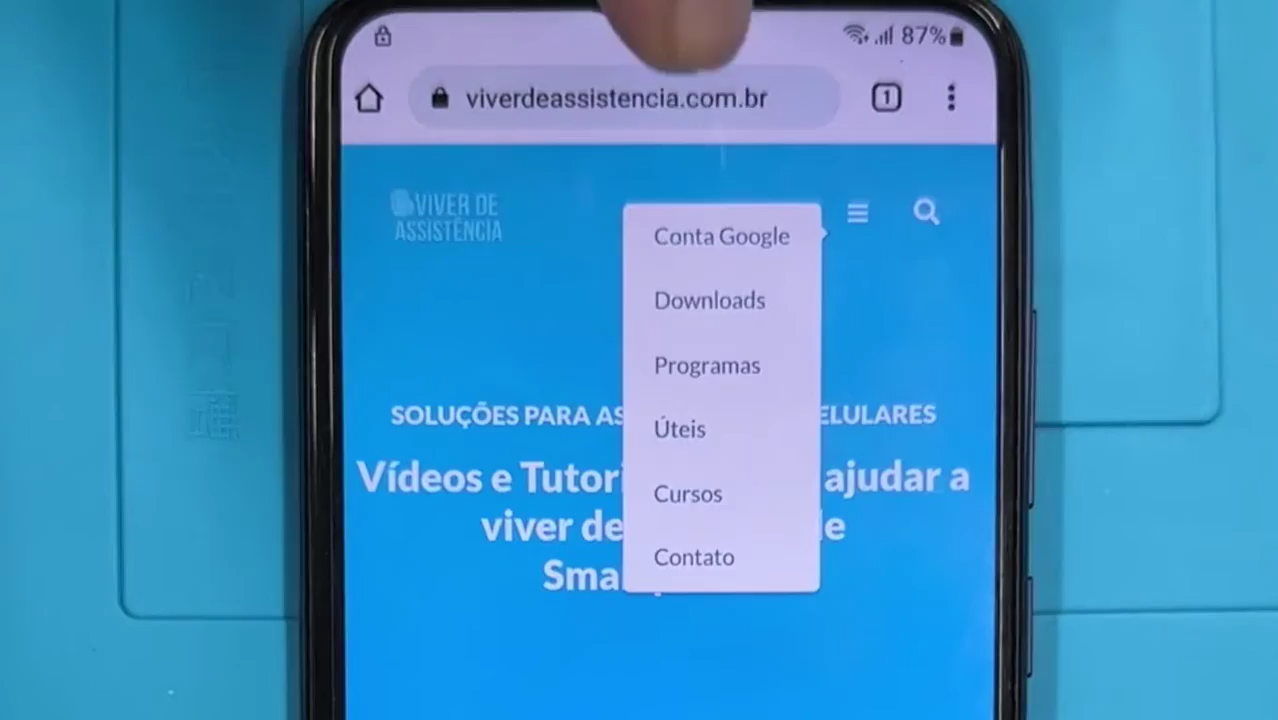 87%
viverdeassistencia.com.br
1
VIVER DE
ASSISTÊNCIA
Conta Google
Downloads
Programas
Úteis
Cursos
Contato
SOLUÇÕES PARA AS ELULARES
Vídeos e Tutori ajudar a
viver de de
Sma